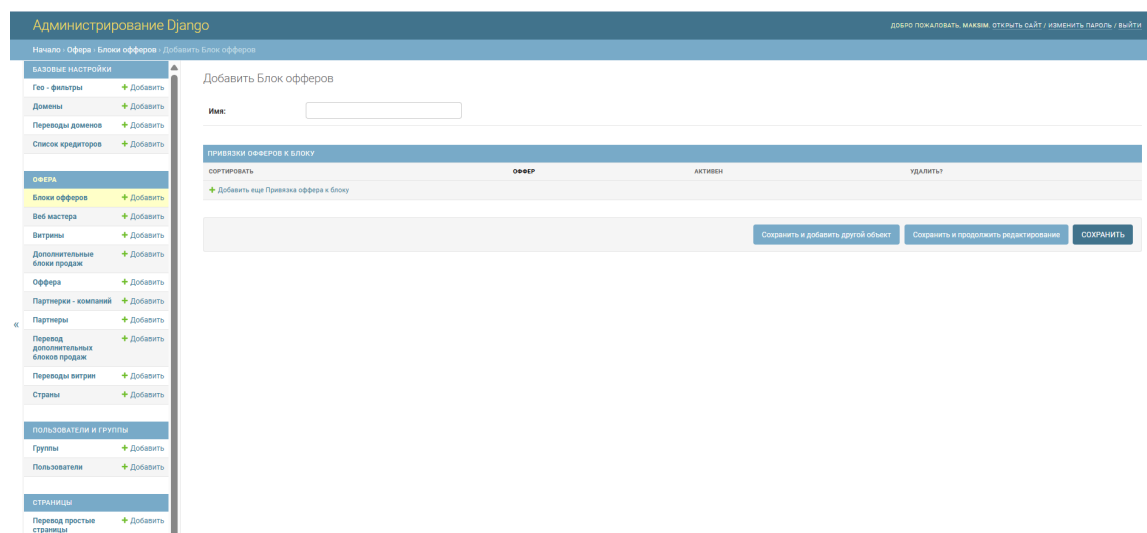 Администрирование Django
ДОБРО ПОЖАЛОВАТЬ, MAKSIM. ОТКРЫТЬ САЙТ / ИЗМЕНИТЬ ПАРОЛЬ / ВЫЙТИ
Начало › Офера › Блоки офферов › Добавить Блок офферов
БАЗОВЫЕ НАСТРОЙКИ
Гео - фильтры + Добавить
Домены + Добавить
Переводы доменов + Добавить
Список кредиторов + Добавить
ОФЕРА
Блоки офферов + Добавить
Веб мастера + Добавить
Витрины + Добавить
Дополнительные + Добавить
блоки продаж
Оффера + Добавить
Партнерки - компаний + Добавить
Партнеры + Добавить
Перевод + Добавить
дополнительных
блоков продаж
Переводы витрин + Добавить
Страны + Добавить
ПОЛЬЗОВАТЕЛИ И ГРУППЫ
Группы + Добавить
Пользователи + Добавить
СТРАНИЦЫ
Перевод простые + Добавить
страницы
«
Добавить Блок офферов
Имя:
ПРИВЯЗКИ ОФФЕРОВ К БЛОКУ
СОРТИРОВАТЬ ОФФЕР АКТИВЕН УДАЛИТЬ?
+ Добавить еще Привязка оффера к блоку
Сохранить и добавить другой объект Сохранить и продолжить редактирование СОХРАНИТЬ